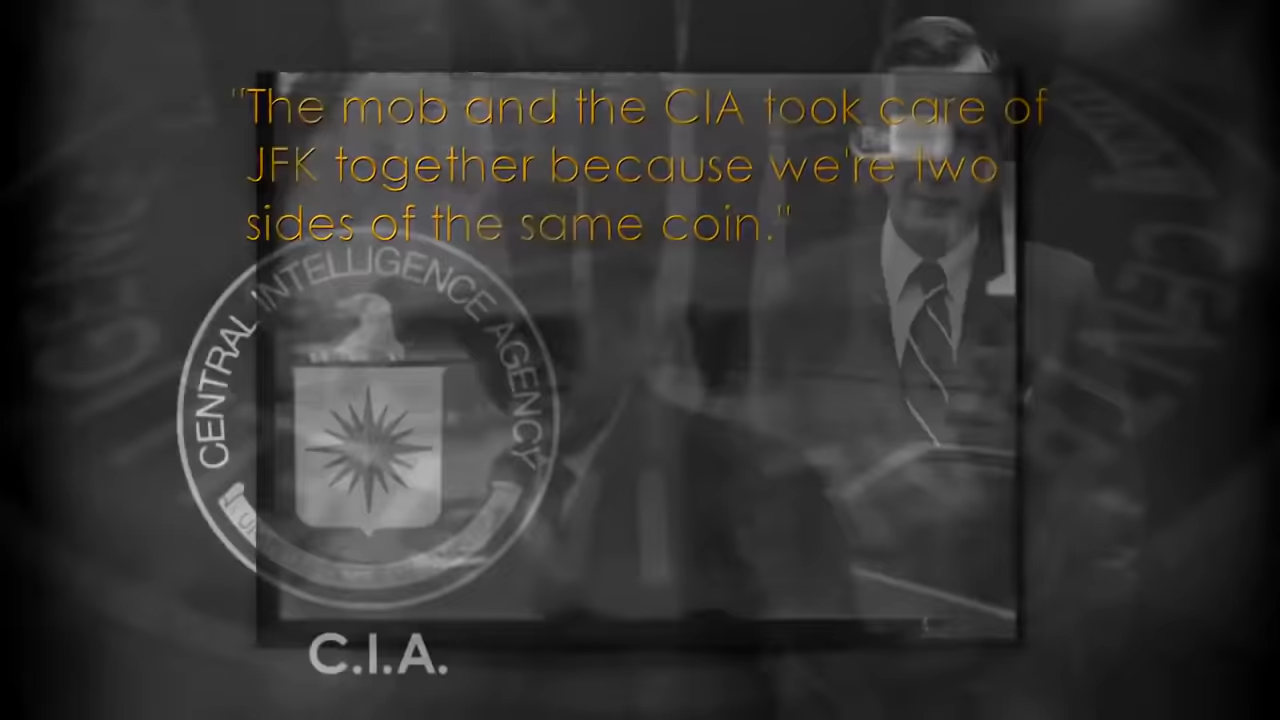 "The mob and the CIA took care of
JFK together because we're two
sides of the same coin."
CENTRAL INTELLIGENCE AGENCY
C.I.A.